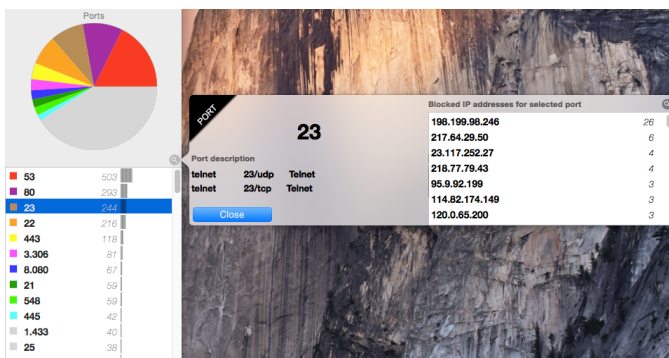 Ports
53 503
80 293
23 244
22 216
443 118
3.306 81
8.080 67
21 59
548 59
445 42
1.433 40
25 38
PORT
23
Port description
telnet 23/udp Telnet
telnet 23/tcp Telnet
Close
Blocked IP addresses for selected port
198.199.98.246 26
217.64.29.50 6
23.117.252.27 4
218.77.79.43 4
95.9.92.199 3
114.82.174.149 3
120.0.65.200 3